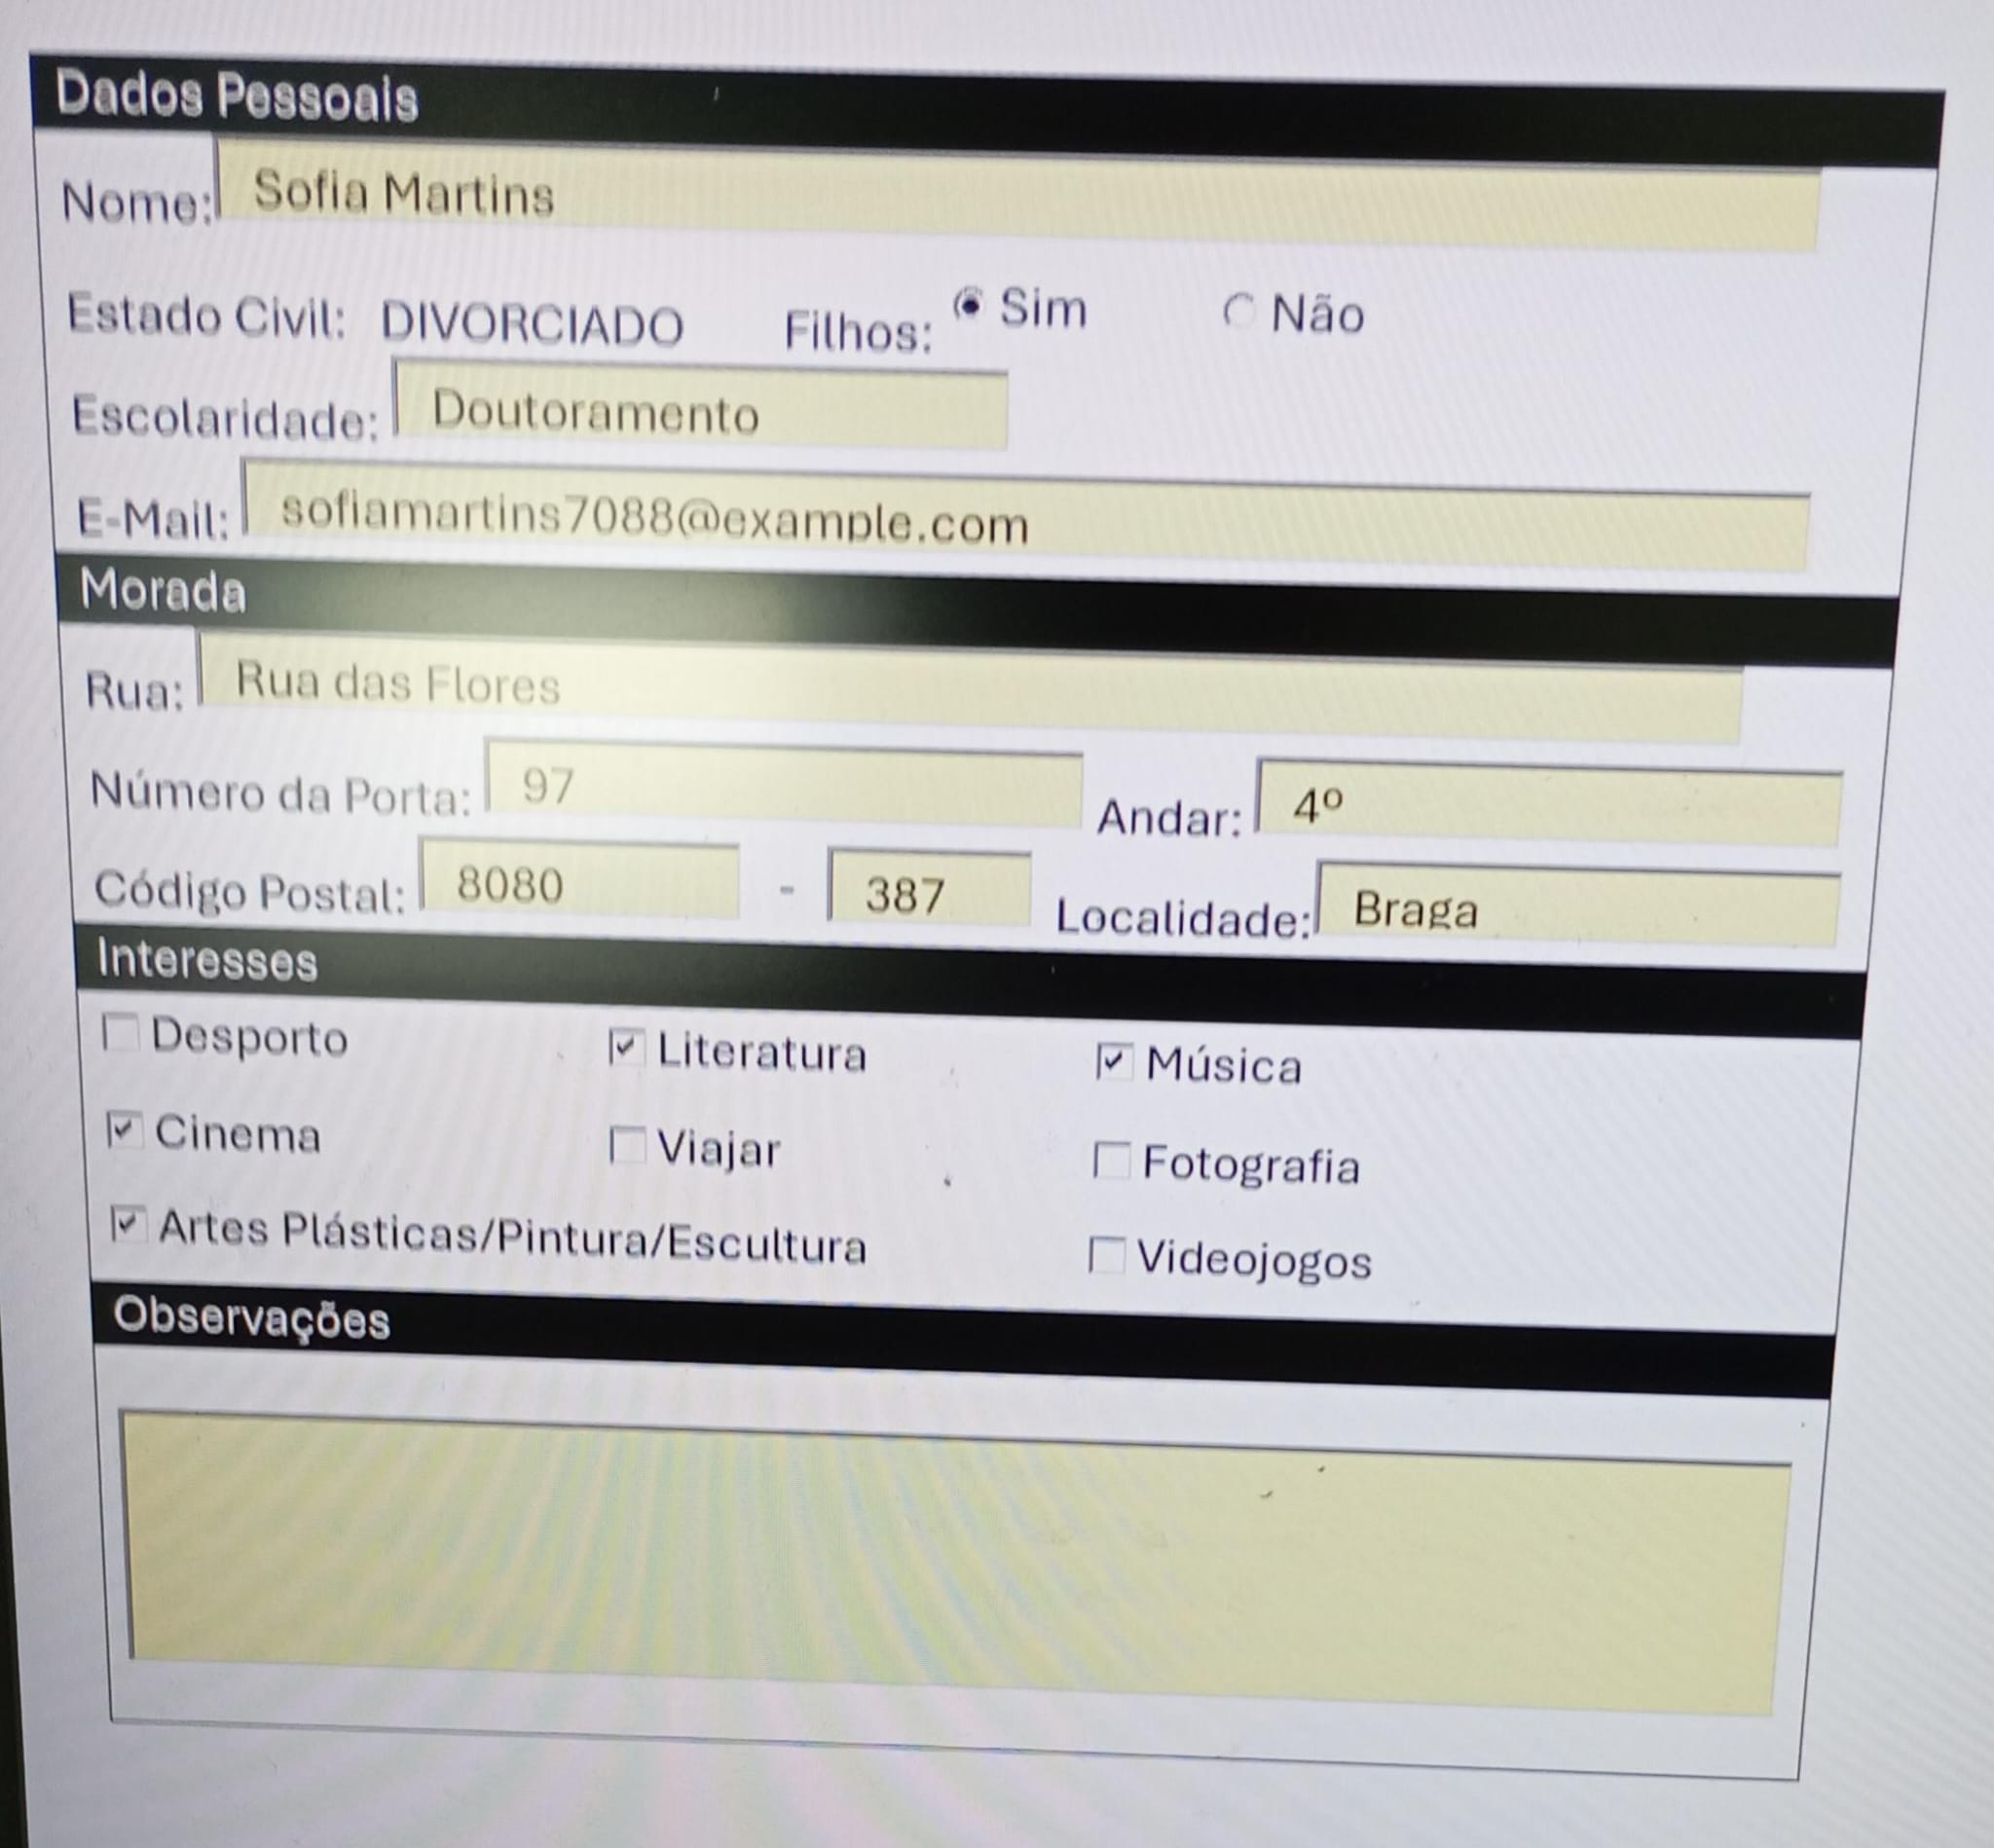 Dados Pessoais
Nome: Sofia Martins
Estado Civil: DIVORCIADO Filhos: Sim Não
Escolaridade: Doutoramento
E-Mail: sofiamartins7088@example.com
Morada
Rua: Rua das Flores
Número da Porta: 97 Andar: 4º
Código Postal: 8080 - 387 Localidade: Braga
Interesses
Desporto Literatura Música
Cinema Viajar Fotografia
Artes Plásticas/Pintura/Escultura Videojogos
Observações